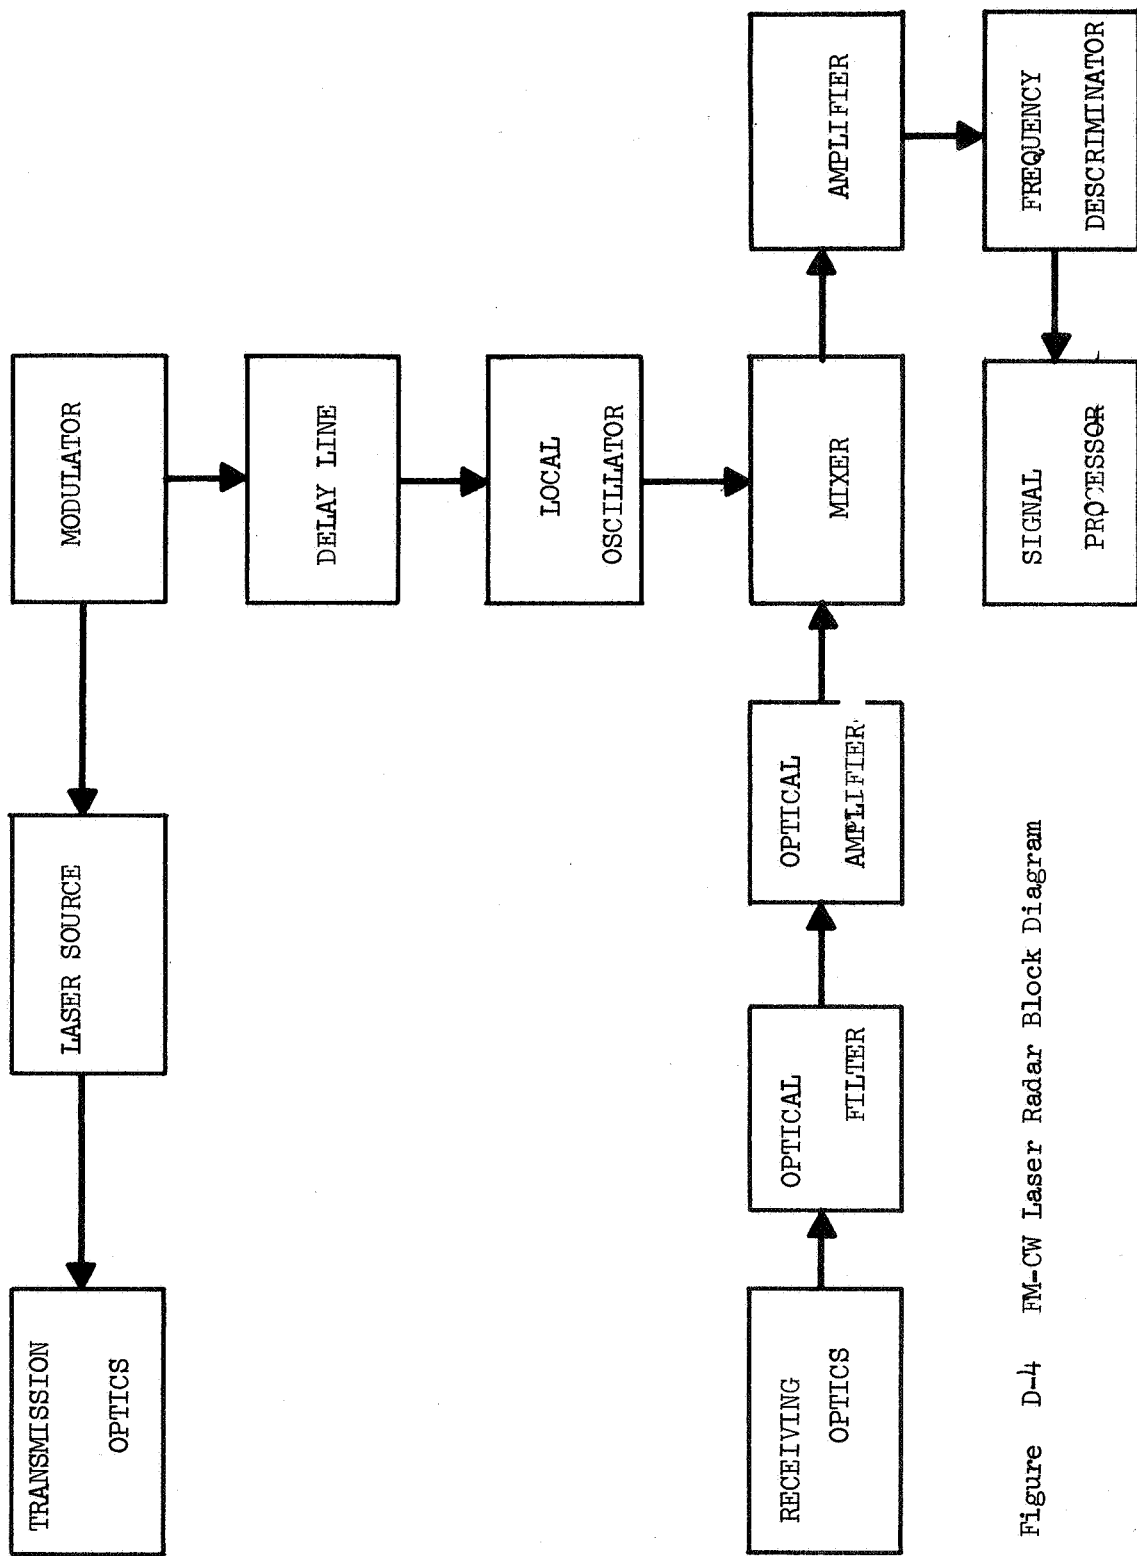 TRANSMISSION
OPTICS
LASER SOURCE
MODULATOR
DELAY LINE
LOCAL
OSCILLATOR
RECEIVING
OPTICS
OPTICAL
FILTER
OPTICAL
AMPLIFIER
MIXER
AMPLIFIER
SIGNAL
PROCESSOR
FREQUENCY
DESCRIMINATOR
Figure D-4 FM-CW Laser Radar Block Diagram